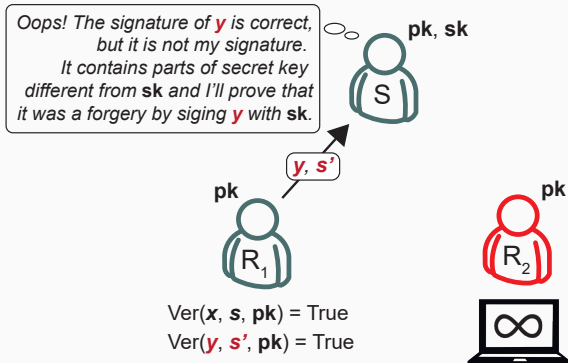 Oops! The signature of y is correct,
but it is not my signature.
It contains parts of secret key
different from sk and I'll prove that
it was a forgery by siging y with sk.
pk, sk
S
y, s'
pk
R1
pk
R2
Ver(x, s, pk) = True
Ver(y, s', pk) = True
∞